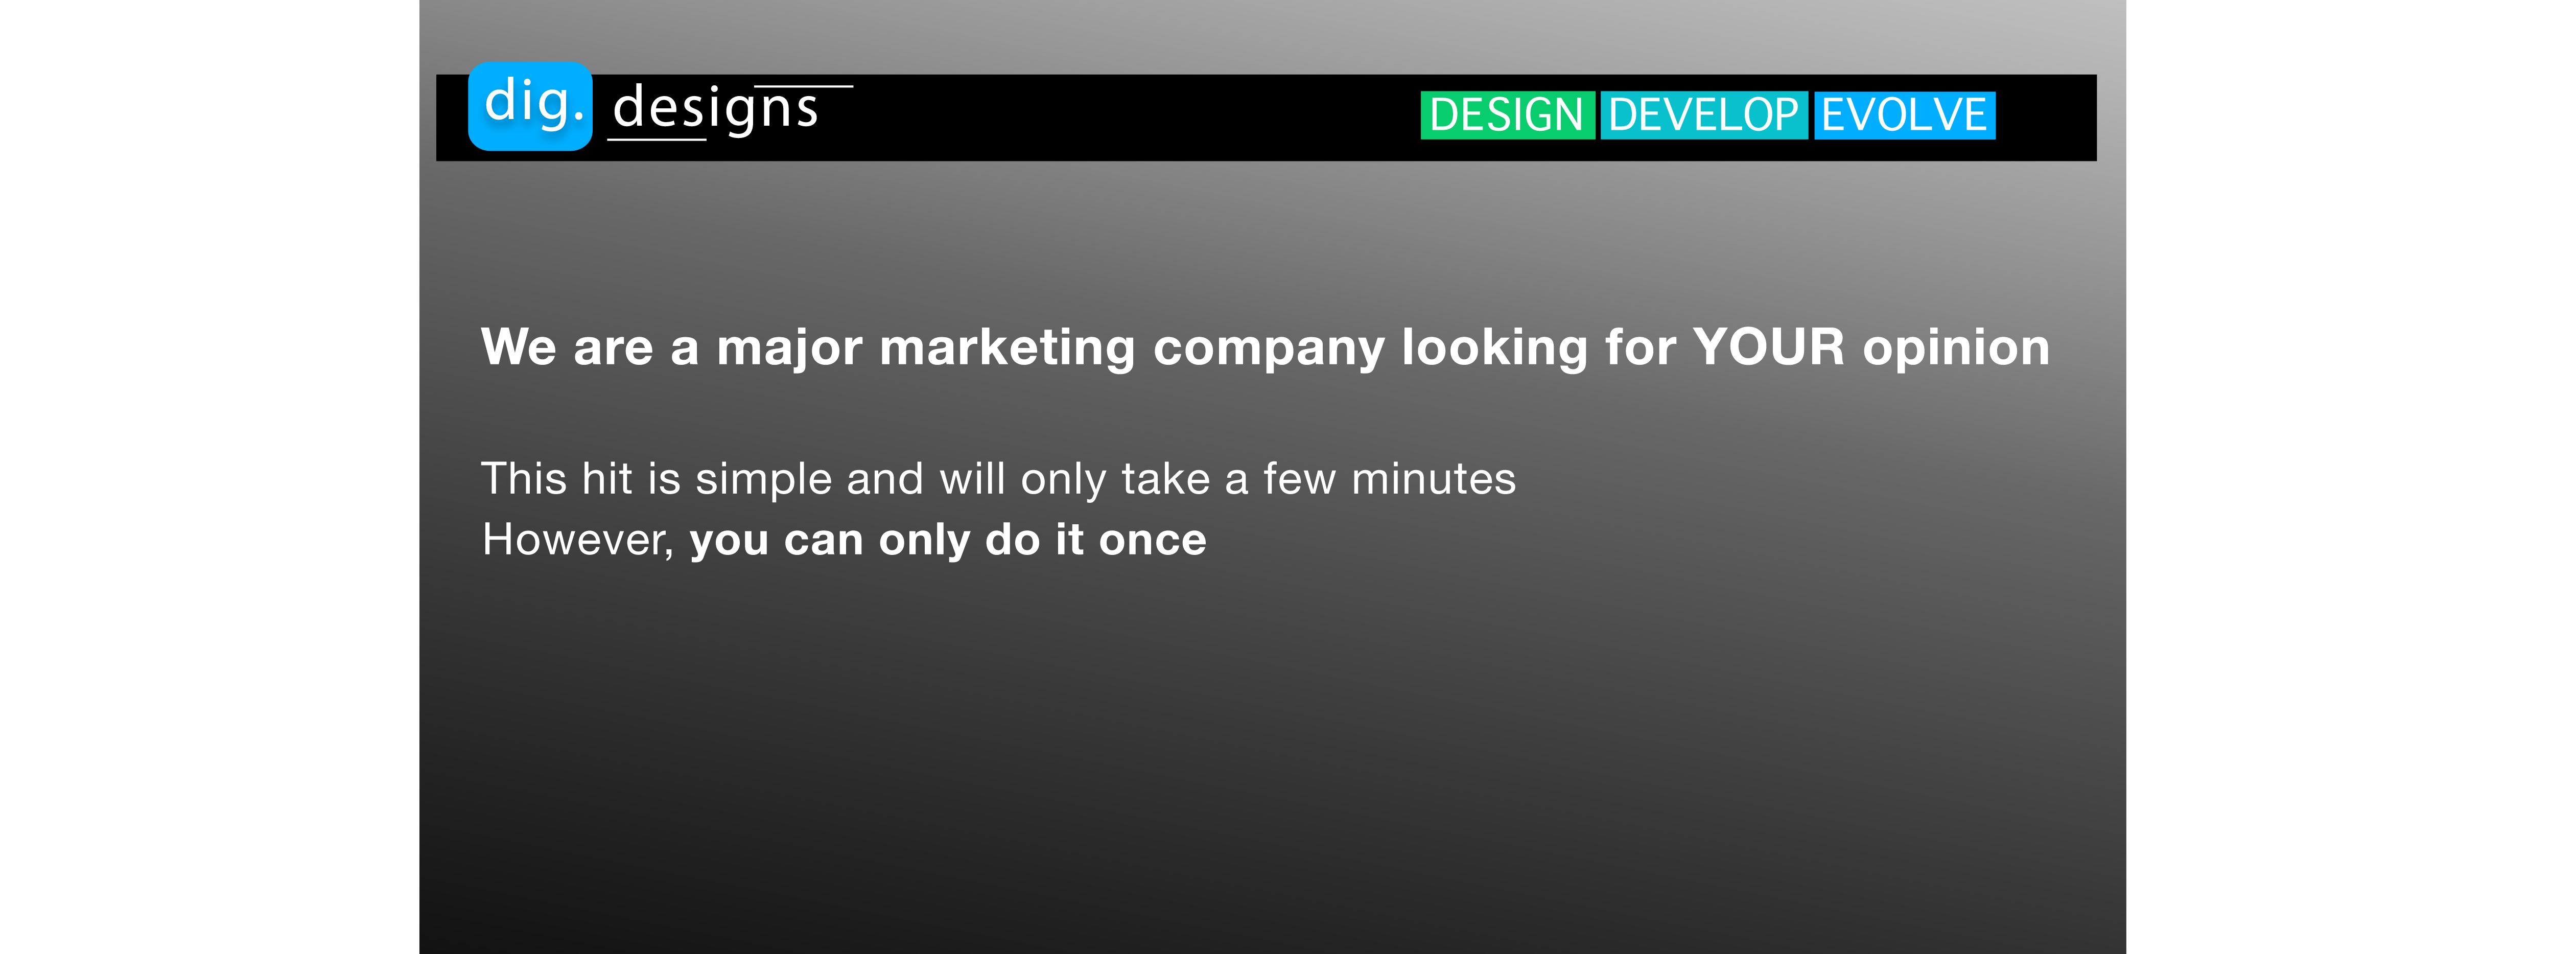 dig. designs
DESIGN DEVELOP EVOLVE
We are a major marketing company looking for YOUR opinion
This hit is simple and will only take a few minutes
However, you can only do it once